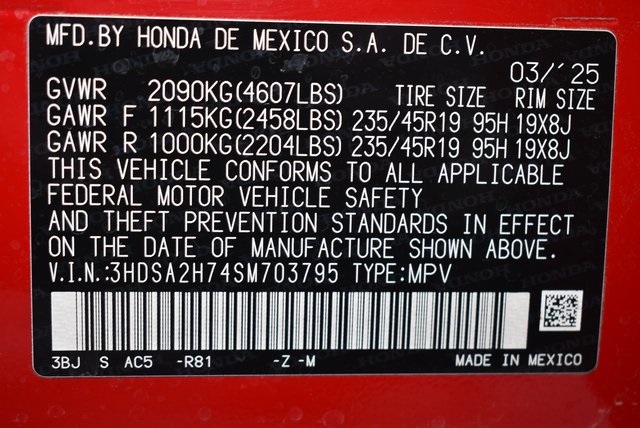 MFD.BY HONDA DE MEXICO S.A. DE C.V.
03/'25
GVWR 2090KG(4607LBS) TIRE SIZE RIM SIZE
GAWR F 1115KG(2458LBS) 235/45R19 95H 19X8J
GAWR R 1000KG(2204LBS) 235/45R19 95H 19X8J
THIS VEHICLE CONFORMS TO ALL APPLICABLE
FEDERAL MOTOR VEHICLE SAFETY
AND THEFT PREVENTION STANDARDS IN EFFECT
ON THE DATE OF MANUFACTURE SHOWN ABOVE.
V.I.N.:3HDSA2H74SM703795 TYPE:MPV
3BJ S AC5 -R81 -Z -M MADE IN MEXICO